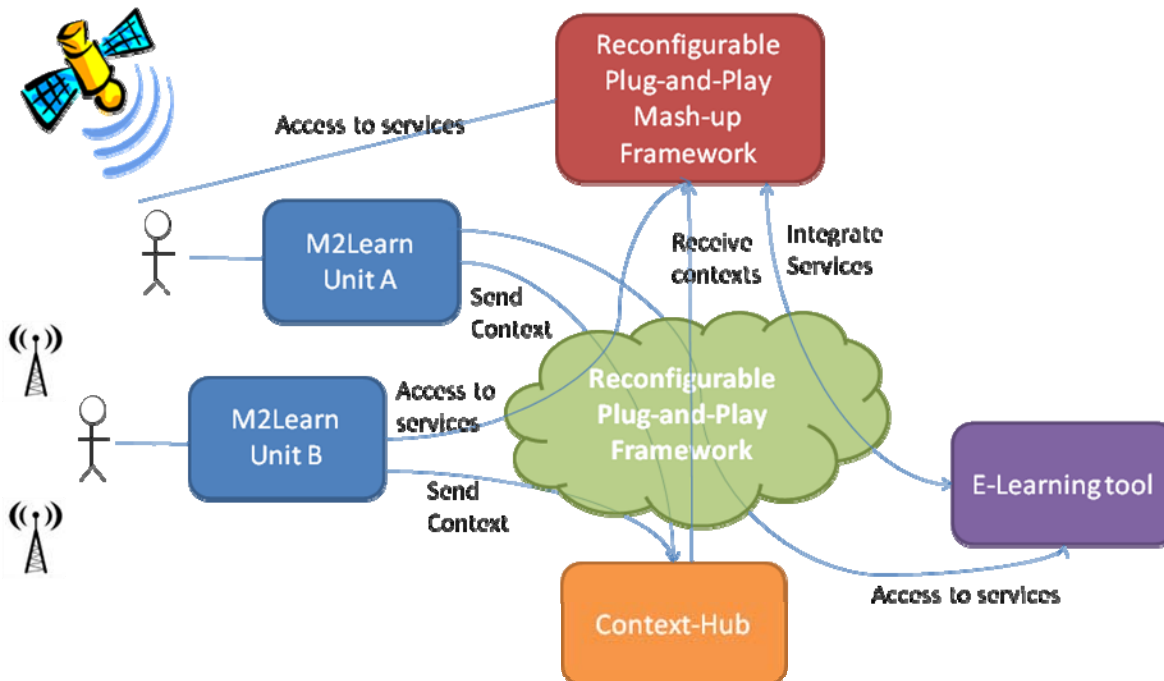 Reconfigurable
Plug-and-Play
Mash-up
Framework
Access to services
M2Learn
Unit A
Receive
contexts
Integrate
Services
Send
Context
Reconfigurable
Plug-and-Play
Framework
Access to
services
M2Learn
Unit B
E-Learning tool
Send
Context
Access to services
Context-Hub